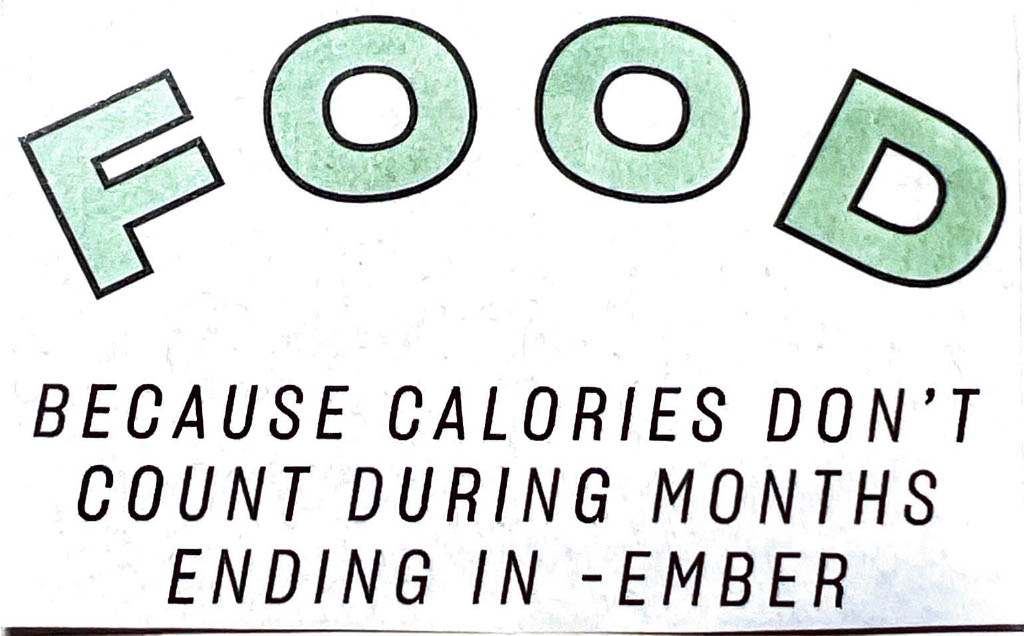 FOOD
BECAUSE CALORIES DON'T
COUNT DURING MONTHS
ENDING IN -EMBER